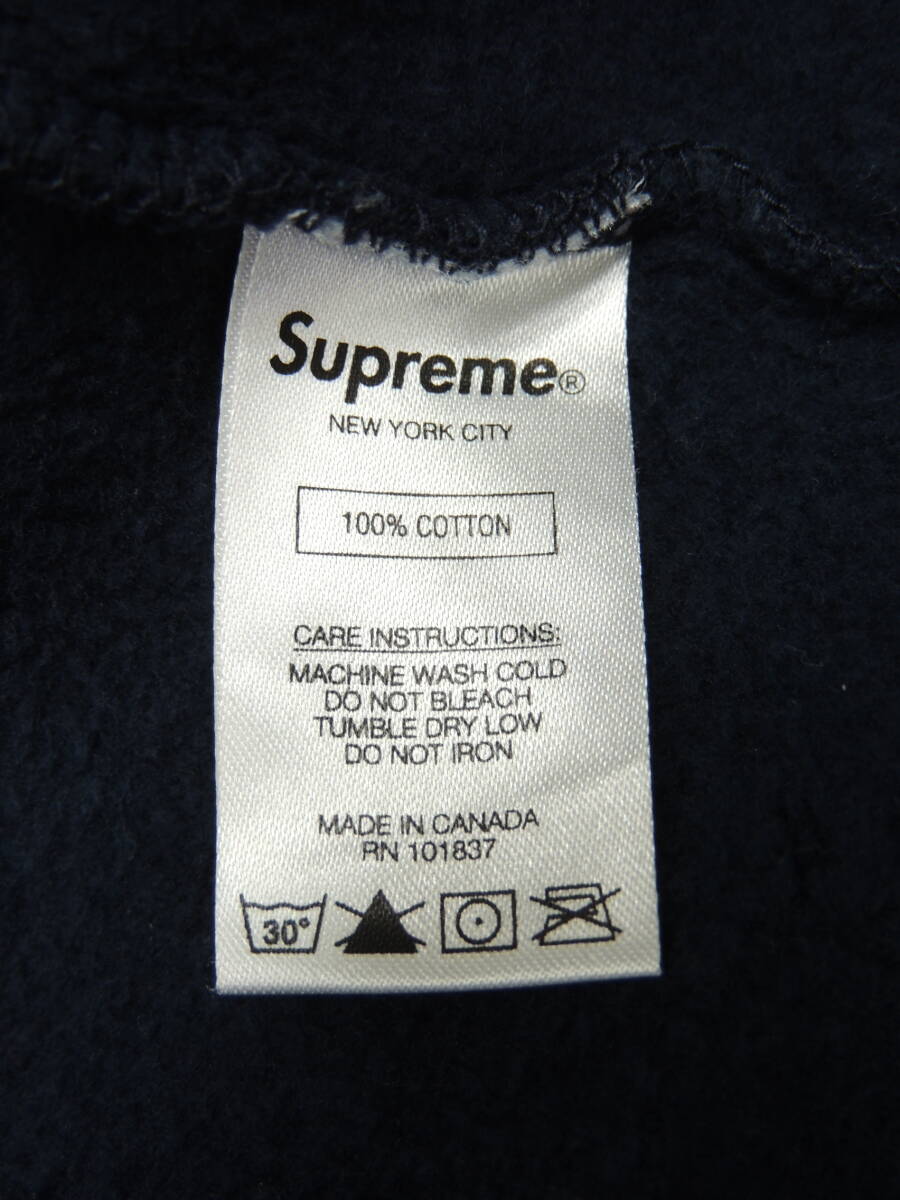 Supreme®
NEW YORK CITY
100% COTTON
CARE INSTRUCTIONS:
MACHINE WASH COLD
DO NOT BLEACH
TUMBLE DRY LOW
DO NOT IRON
MADE IN CANADA
RN 101837
30°